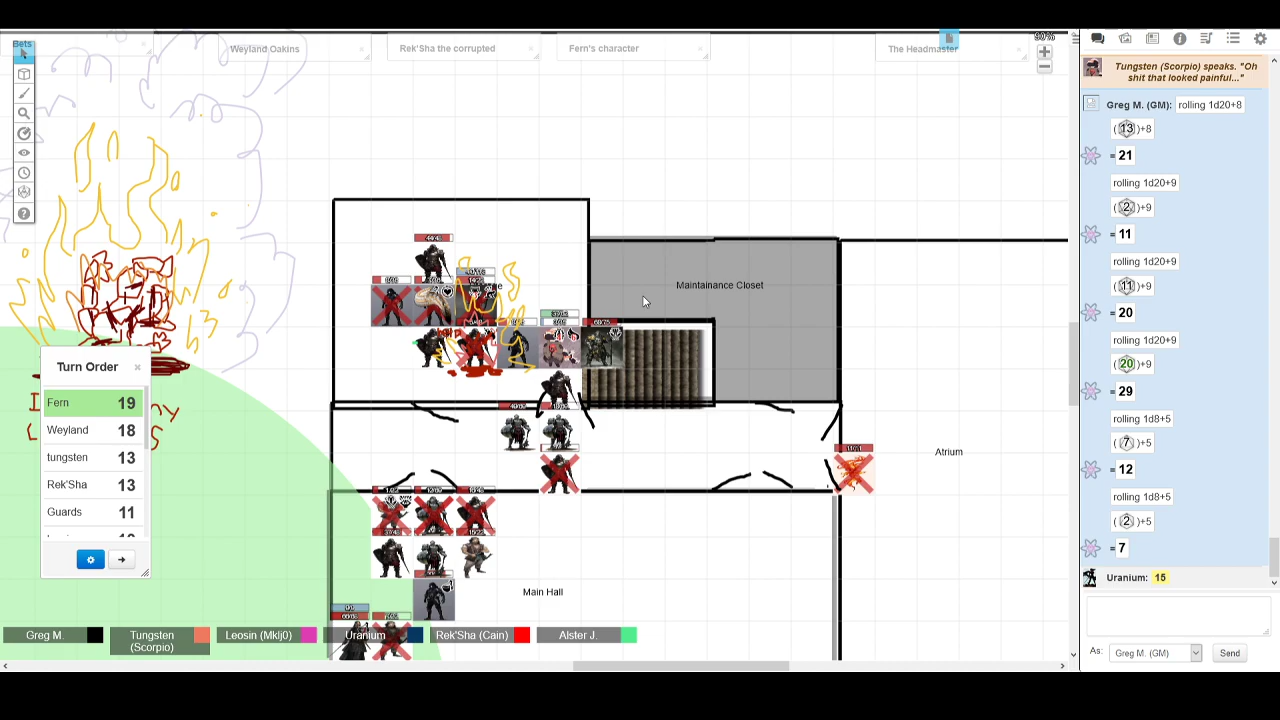 Bets
Weyland Oakins
Rek'Sha the corrupted
Fern's character
The Headmaster
Tungsten (Scorpio) speaks. "Oh
shit that looked painful..."
Greg M. (GM): rolling 1d20+8
(13)+8
= 21
rolling 1d20+9
(2)+9
= 11
rolling 1d20+9
(11)+9
= 20
rolling 1d20+9
(20)+9
= 29
rolling 1d8+5
(7)+5
= 12
rolling 1d8+5
(2)+5
= 7
Uranium: 15
As: Greg M. (GM)
Send
Maintainance Closet
Atrium
Main Hall
Turn Order
Fern 19
Weyland 18
tungsten 13
Rek'Sha 13
Guards 11
Greg M.
Tungsten
(Scorpio)
Leosin (Mklj0)
Uranium
Rek'Sha (Cain)
Alster J.